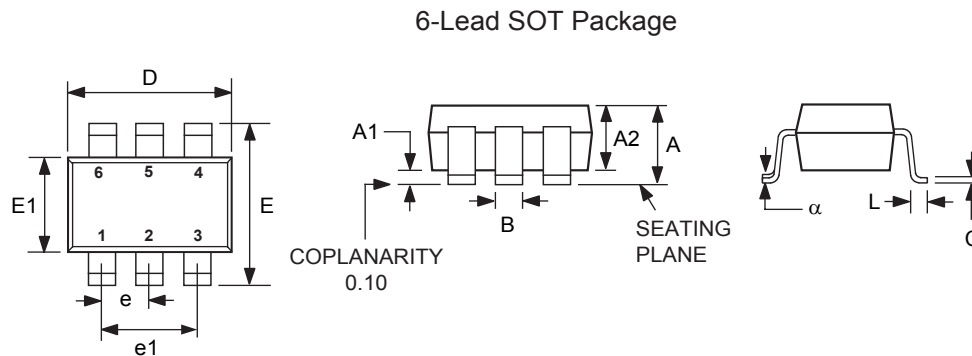 6-Lead SOT Package
D
6 5 4
E1
E
1 2 3
e
e1
A1
A2
A
B
COPLANARITY
0.10
SEATING
PLANE
α
L
C